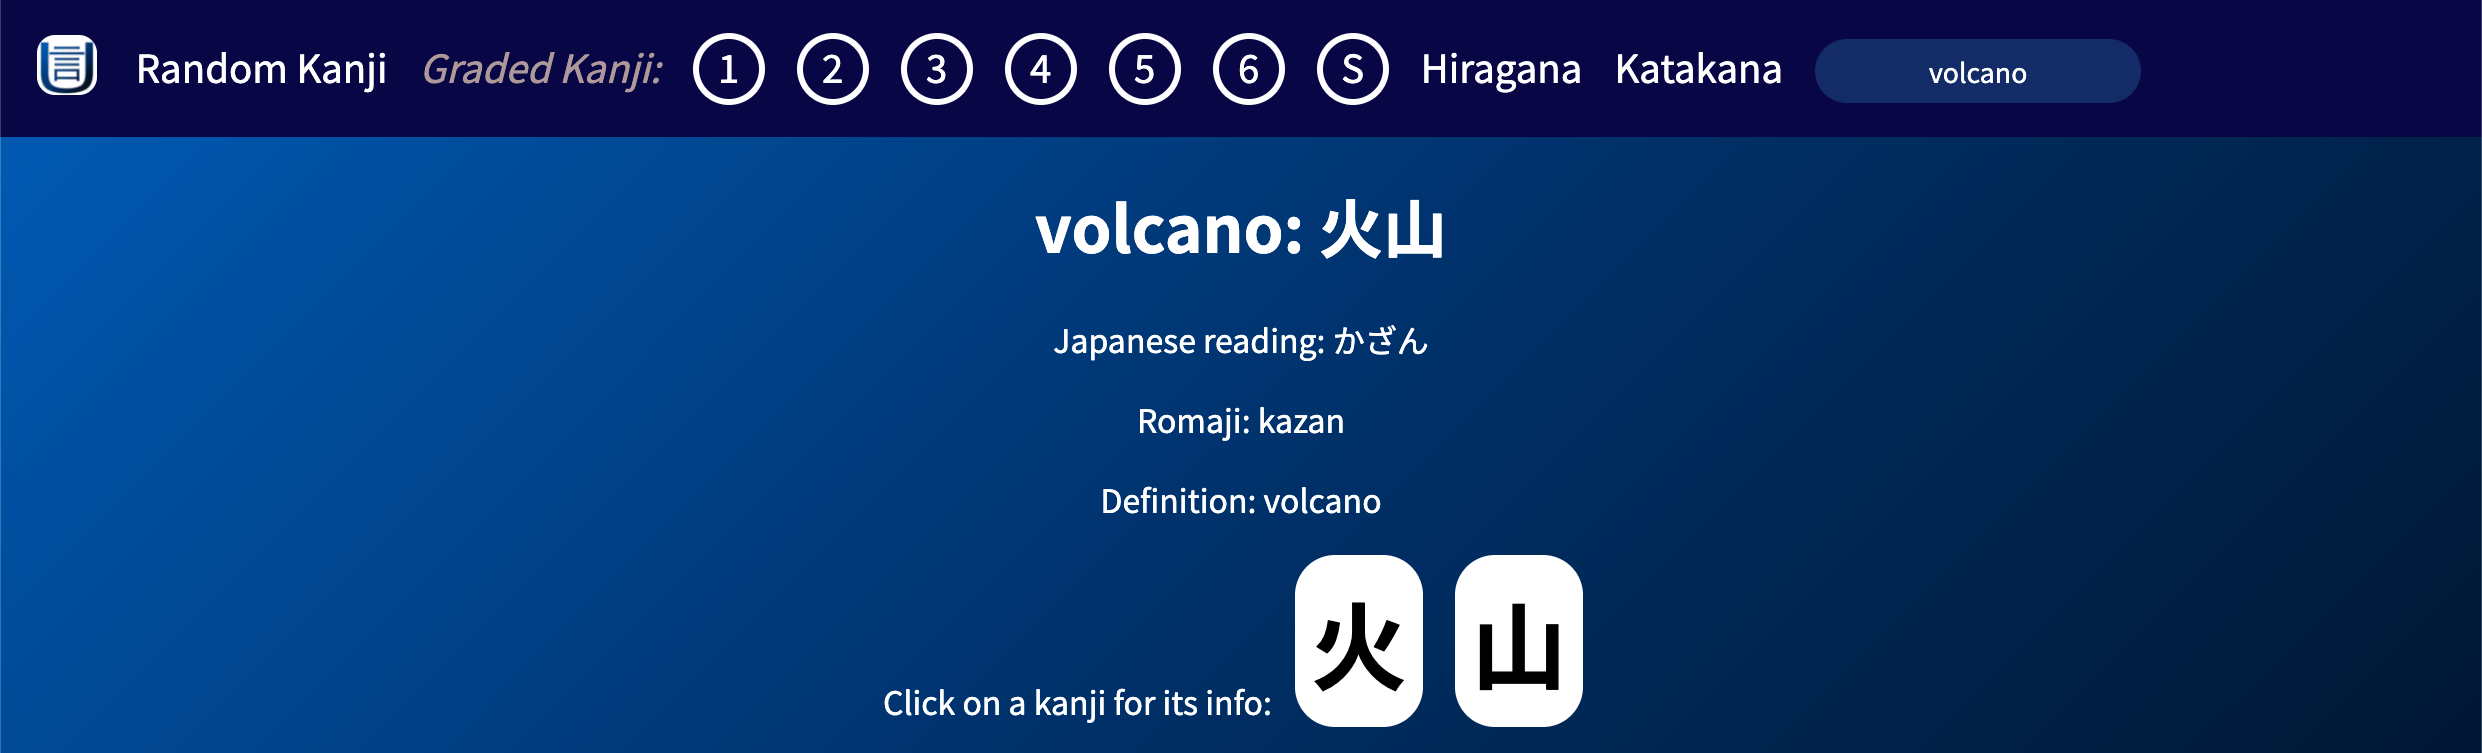 言 Random Kanji Graded Kanji: 1 2 3 4 5 6 S Hiragana Katakana volcano
volcano: 火山
Japanese reading: かざん
Romaji: kazan
Definition: volcano
Click on a kanji for its info: 火 山